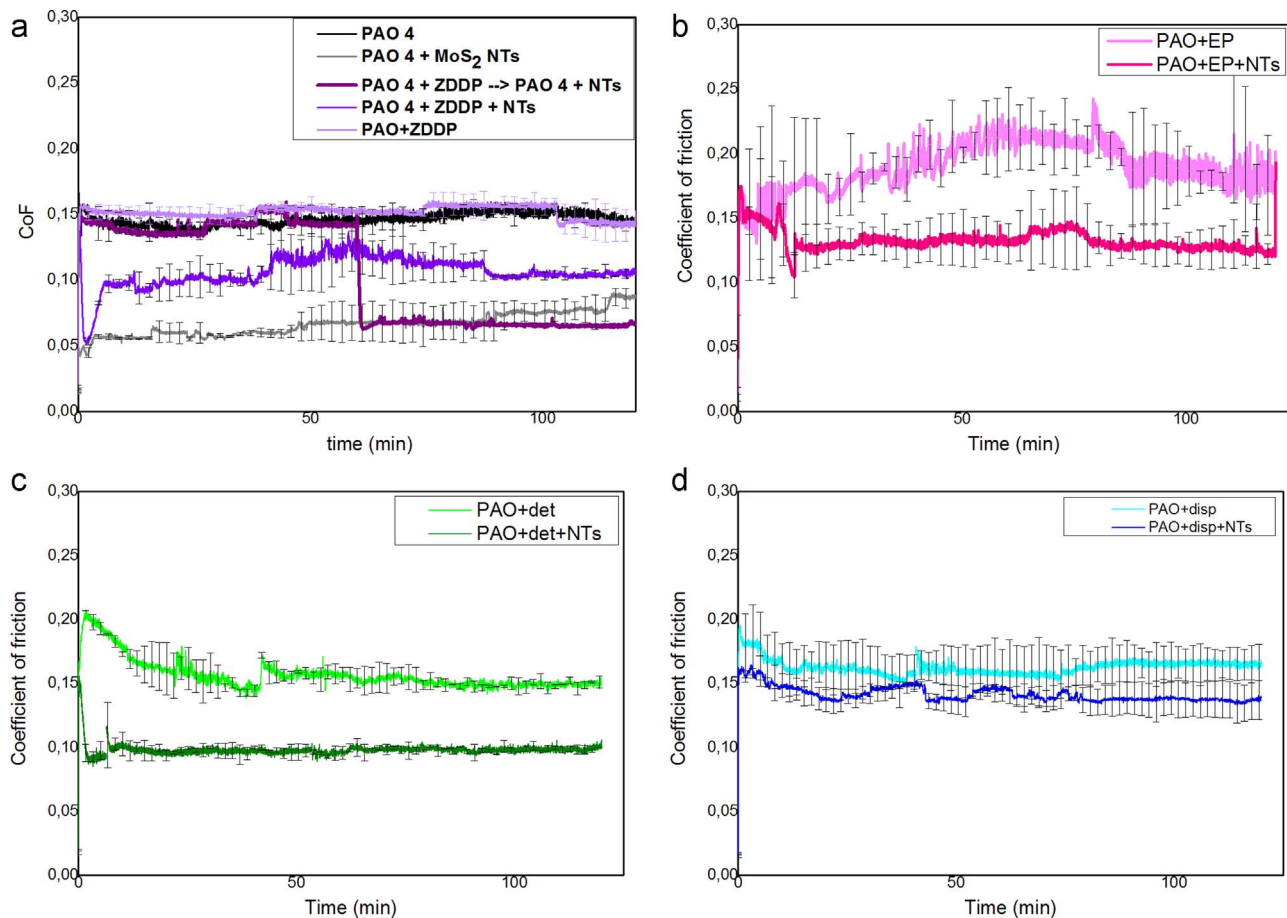 a
0,30
0,25
0,20
0,15
0,10
0,05
0,00
CoF
PAO 4
PAO 4 + MoS2 NTs
PAO 4 + ZDDP --> PAO 4 + NTs
PAO 4 + ZDDP + NTs
PAO+ZDDP
0
50
100
time (min)
b
0,30
0,25
0,20
0,15
0,10
0,05
0,00
Coefficient of friction
PAO+EP
PAO+EP+NTs
0
50
100
Time (min)
c
0,30
0,25
0,20
0,15
0,10
0,05
0,00
Coefficient of friction
PAO+det
PAO+det+NTs
0
50
100
Time (min)
d
0,30
0,25
0,20
0,15
0,10
0,05
0,00
Coefficient of friction
PAO+disp
PAO+disp+NTs
0
50
100
Time (min)